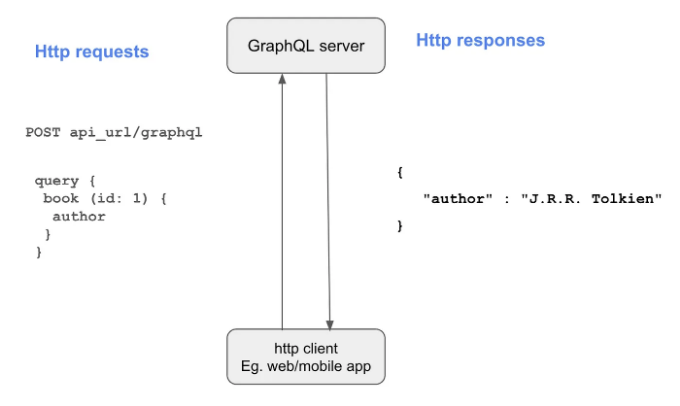 Http requests
GraphQL server
Http responses
POST api_url/graphql
query {
book (id: 1) {
author
}
}
{
"author" : "J.R.R. Tolkien"
}
http client
Eg. web/mobile app